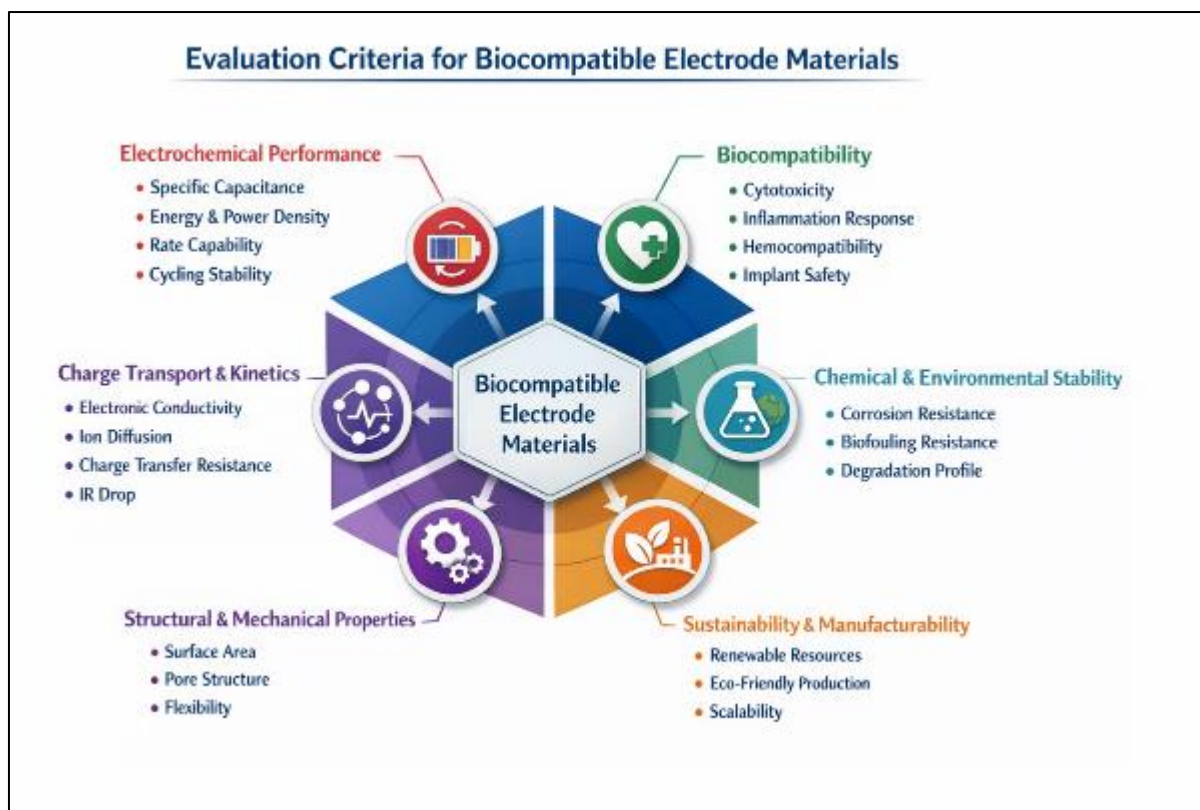 Evaluation Criteria for Biocompatible Electrode Materials
Electrochemical Performance
• Specific Capacitance
• Energy & Power Density
• Rate Capability
• Cycling Stability
Biocompatibility
• Cytotoxicity
• Inflammation Response
• Hemocompatibility
• Implant Safety
Charge Transport & Kinetics
• Electronic Conductivity
• Ion Diffusion
• Charge Transfer Resistance
• IR Drop
Biocompatible
Electrode
Materials
Chemical & Environmental Stability
• Corrosion Resistance
• Biofouling Resistance
• Degradation Profile
Structural & Mechanical Properties
• Surface Area
• Pore Structure
• Flexibility
Sustainability & Manufacturability
• Renewable Resources
• Eco-Friendly Production
• Scalability